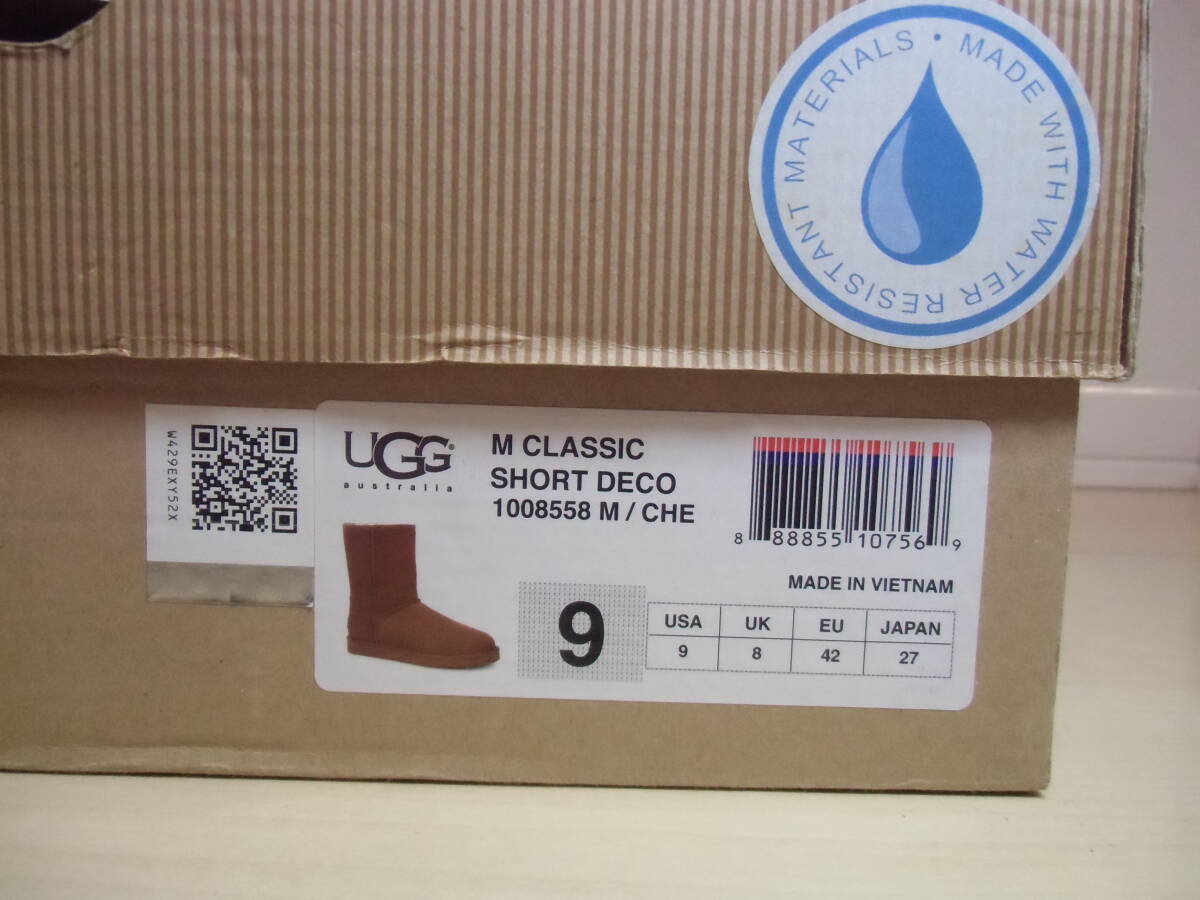 MADE WITH WATER RESISTANT MATERIALS •
W429EXY52X
UGG®
australia
M CLASSIC
SHORT DECO
1008558 M / CHE
8 88855 10756 9
MADE IN VIETNAM
9
USA UK EU JAPAN
9 8 42 27